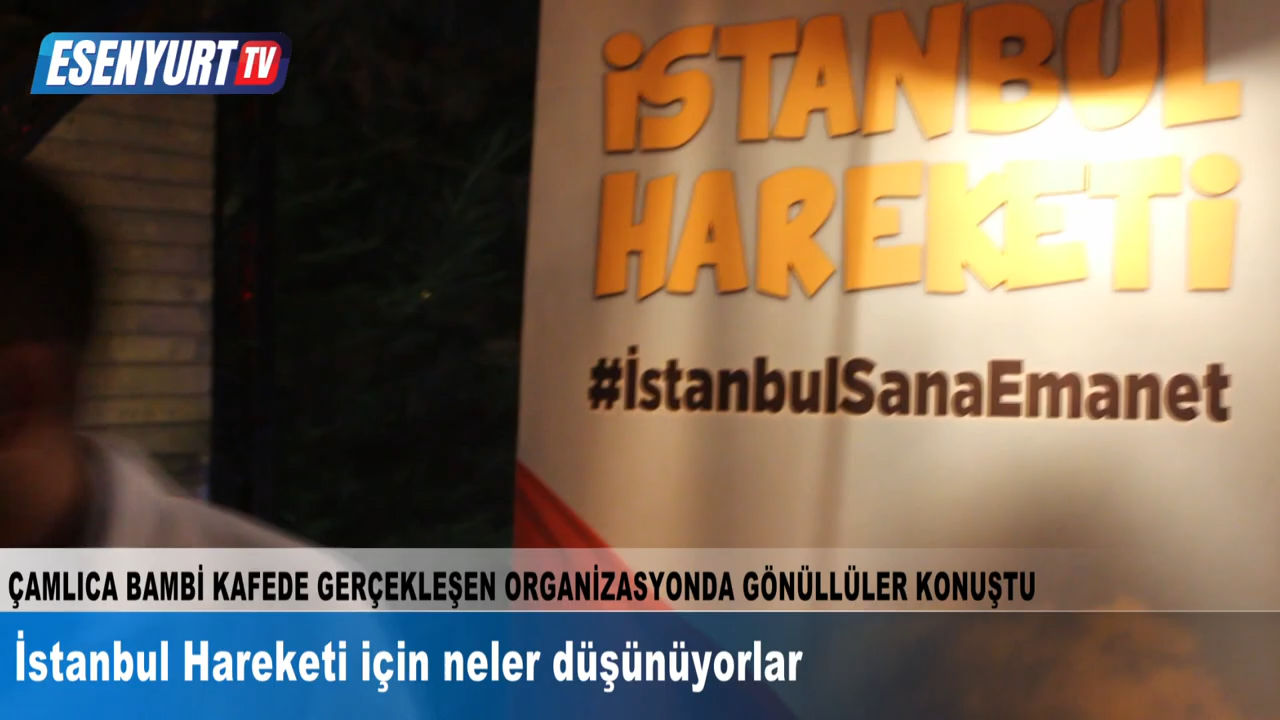 ESENYURT TV
İSTANBUL
HAREKETİ
#İstanbulSanaEmanet
ÇAMLICA BAMBİ KAFEDE GERÇEKLEŞEN ORGANİZASYONDA GÖNÜLLÜLER KONUŞTU
İstanbul Hareketi için neler düşünüyorlar